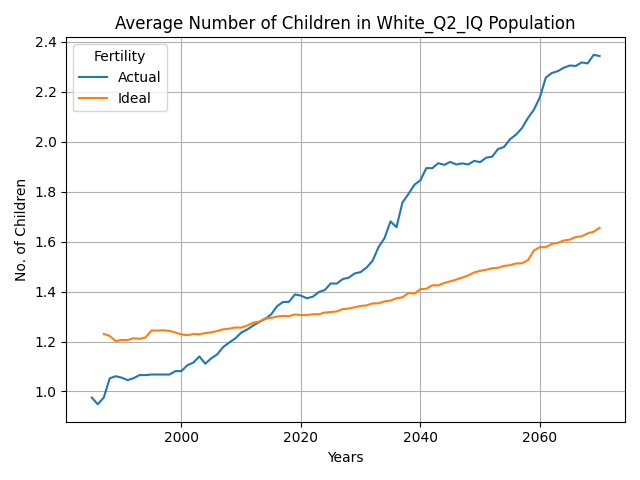 Average Number of Children in White_Q2_IQ Population
Fertility
Actual
Ideal
No. of Children
2.4
2.2
2.0
1.8
1.6
1.4
1.2
1.0
2000
2020
2040
2060
Years